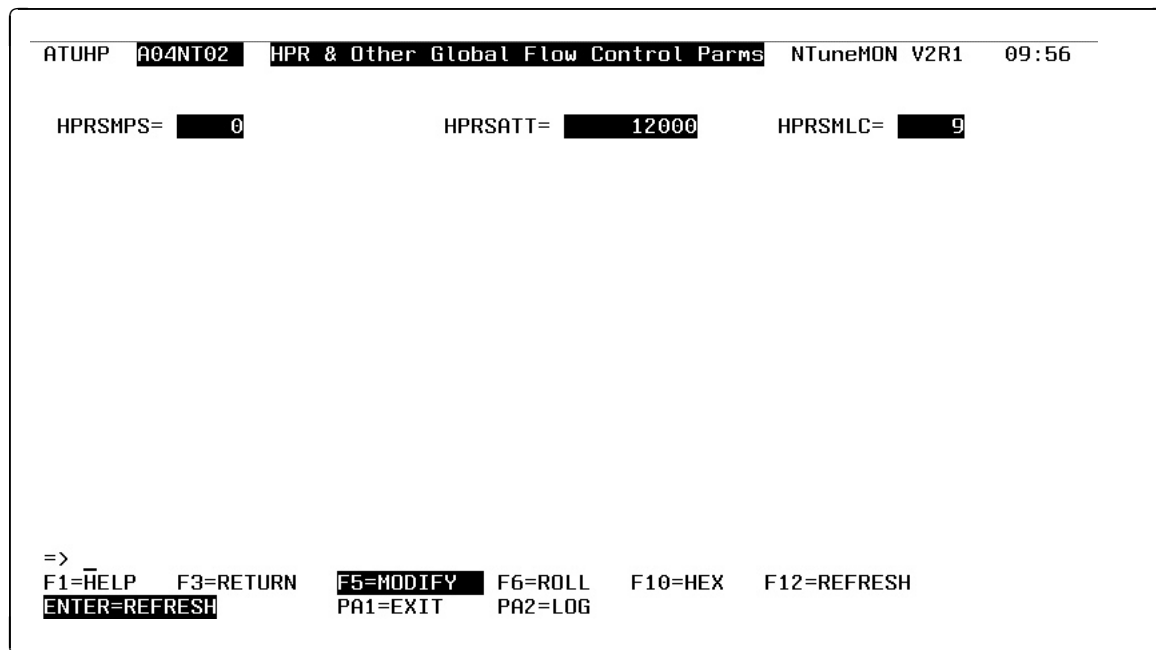 ATUHP A04NT02 HPR & Other Global Flow Control Parms NTuneMON V2R1 09:56
HPRSMPS= 0 HPRSATT= 12000 HPRSMLC= 9
=> _
F1=HELP F3=RETURN F5=MODIFY F6=ROLL F10=HEX F12=REFRESH
ENTER=REFRESH PA1=EXIT PA2=LOG